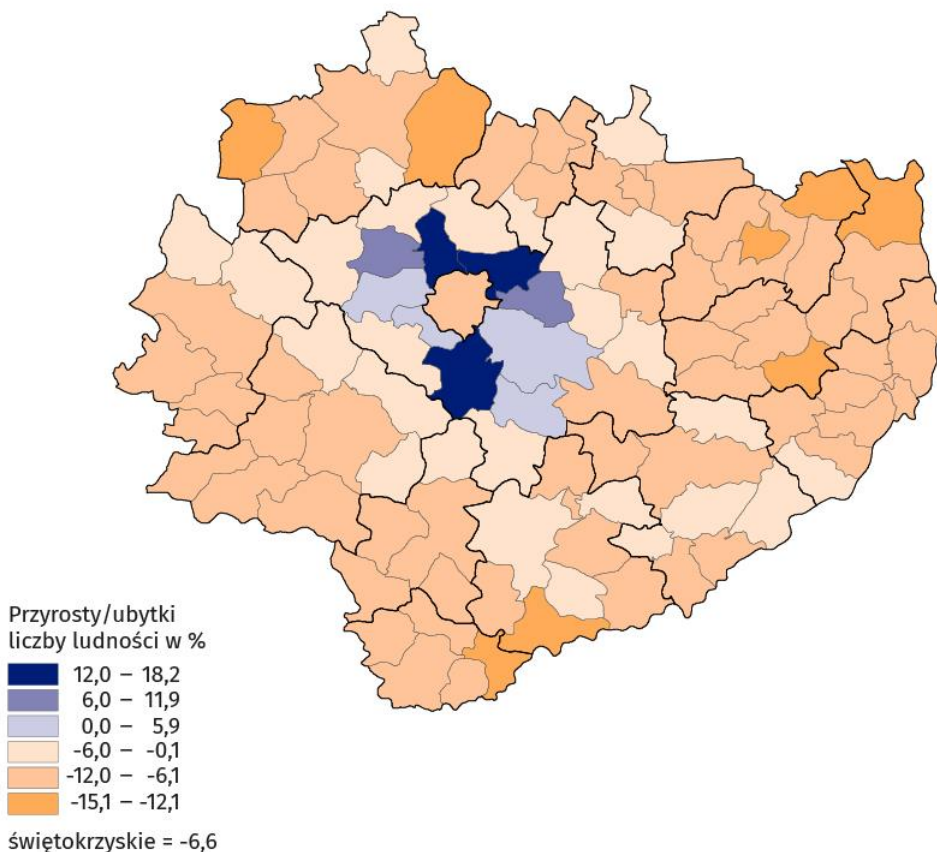 Przyrosty/ubytki
liczby ludności w %
12,0 – 18,2
6,0 – 11,9
0,0 – 5,9
-6,0 – -0,1
-12,0 – -6,1
-15,1 – -12,1
świętokrzyskie = -6,6